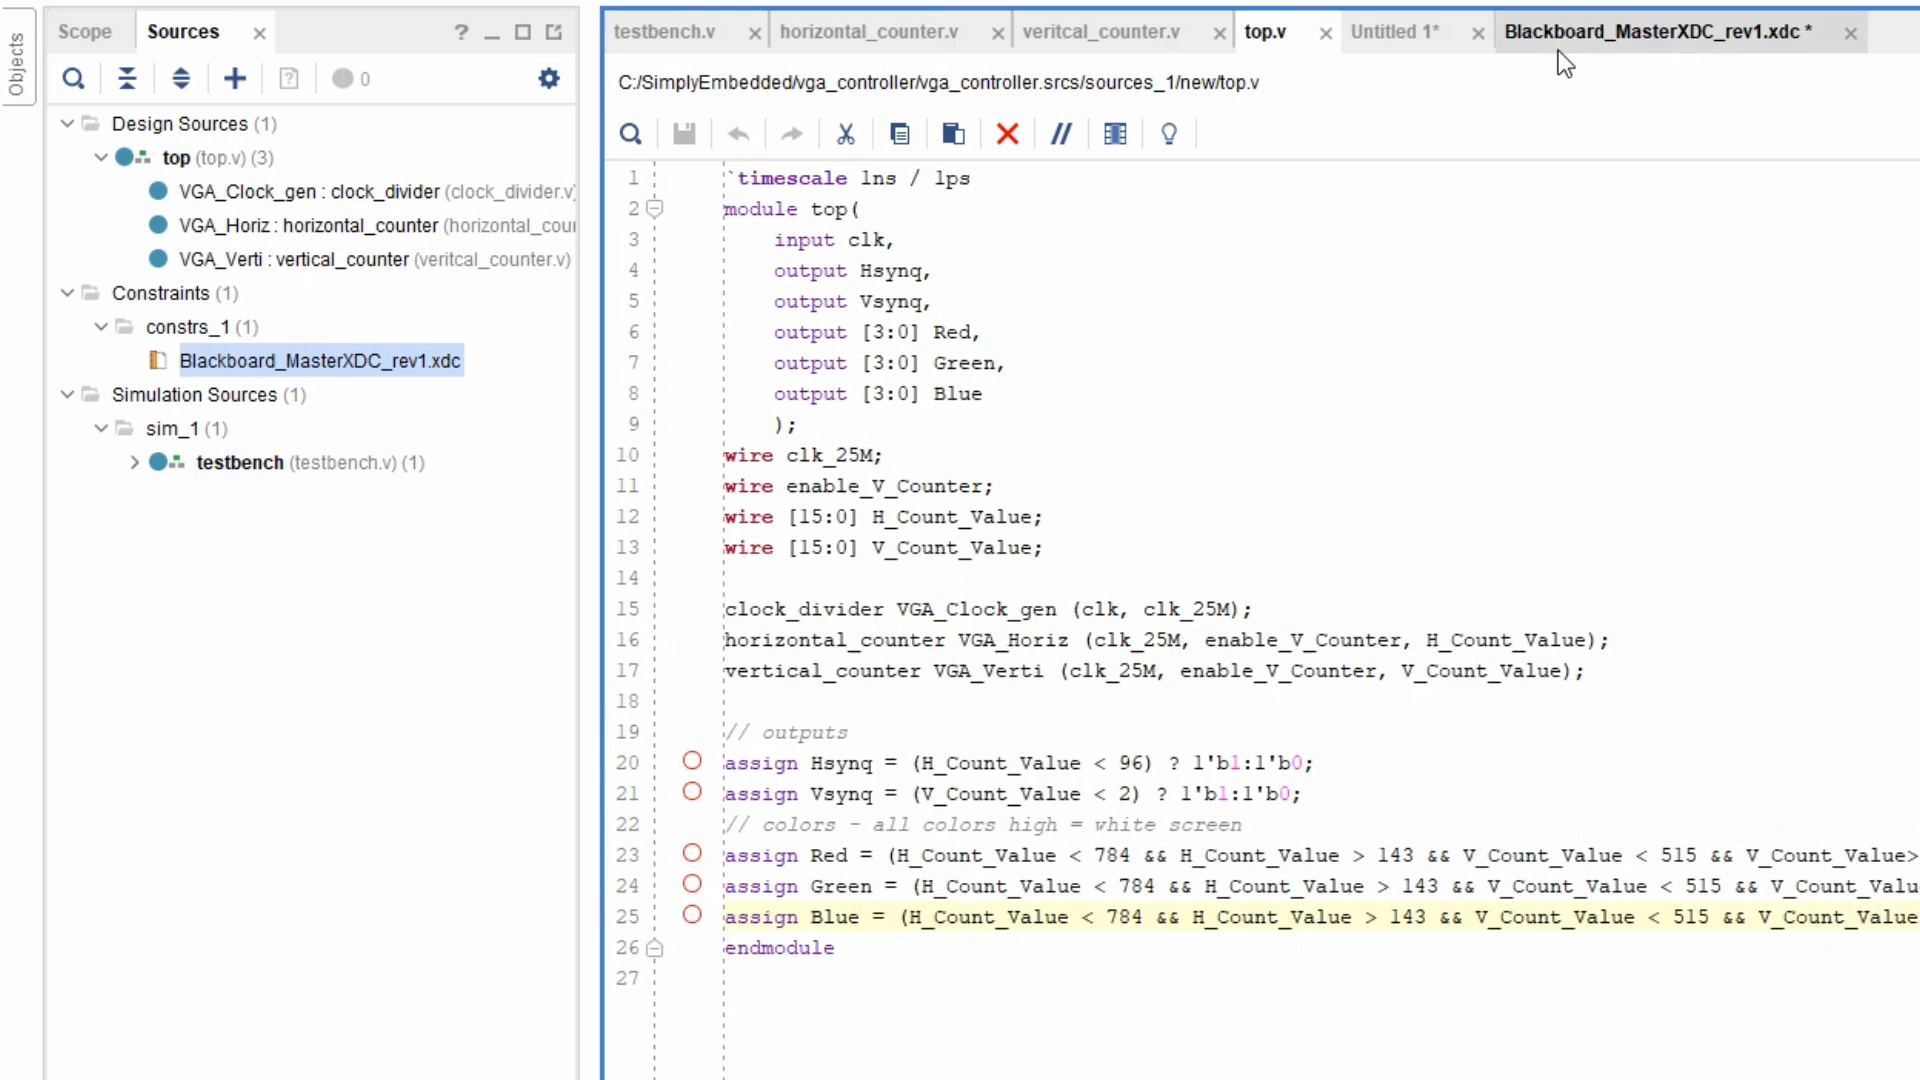 Objects
Scope
Sources
?
0
Design Sources (1)
top (top.v) (3)
VGA_Clock_gen : clock_divider (clock_divider.v)
VGA_Horiz : horizontal_counter (horizontal_cou
VGA_Verti : vertical_counter (veritcal_counter.v)
Constraints (1)
constrs_1 (1)
Blackboard_MasterXDC_rev1.xdc
Simulation Sources (1)
sim_1 (1)
testbench (testbench.v) (1)
testbench.v
horizontal_counter.v
veritcal_counter.v
top.v
Untitled 1*
Blackboard_MasterXDC_rev1.xdc *
C:/SimplyEmbedded/vga_controller/vga_controller.srcs/sources_1/new/top.v
1 `timescale 1ns / 1ps
2 module top(
3 input clk,
4 output Hsynq,
5 output Vsynq,
6 output [3:0] Red,
7 output [3:0] Green,
8 output [3:0] Blue
9 );
10 wire clk_25M;
11 wire enable_V_Counter;
12 wire [15:0] H_Count_Value;
13 wire [15:0] V_Count_Value;
14
15 clock_divider VGA_Clock_gen (clk, clk_25M);
16 horizontal_counter VGA_Horiz (clk_25M, enable_V_Counter, H_Count_Value);
17 vertical_counter VGA_Verti (clk_25M, enable_V_Counter, V_Count_Value);
18
19 // outputs
20 assign Hsynq = (H_Count_Value < 96) ? 1'b1:1'b0;
21 assign Vsynq = (V_Count_Value < 2) ? 1'b1:1'b0;
22 // colors - all colors high = white screen
23 assign Red = (H_Count_Value < 784 && H_Count_Value > 143 && V_Count_Value < 515 && V_Count_Value>
24 assign Green = (H_Count_Value < 784 && H_Count_Value > 143 && V_Count_Value < 515 && V_Count_Valu
25 assign Blue = (H_Count_Value < 784 && H_Count_Value > 143 && V_Count_Value < 515 && V_Count_Value
26 endmodule
27